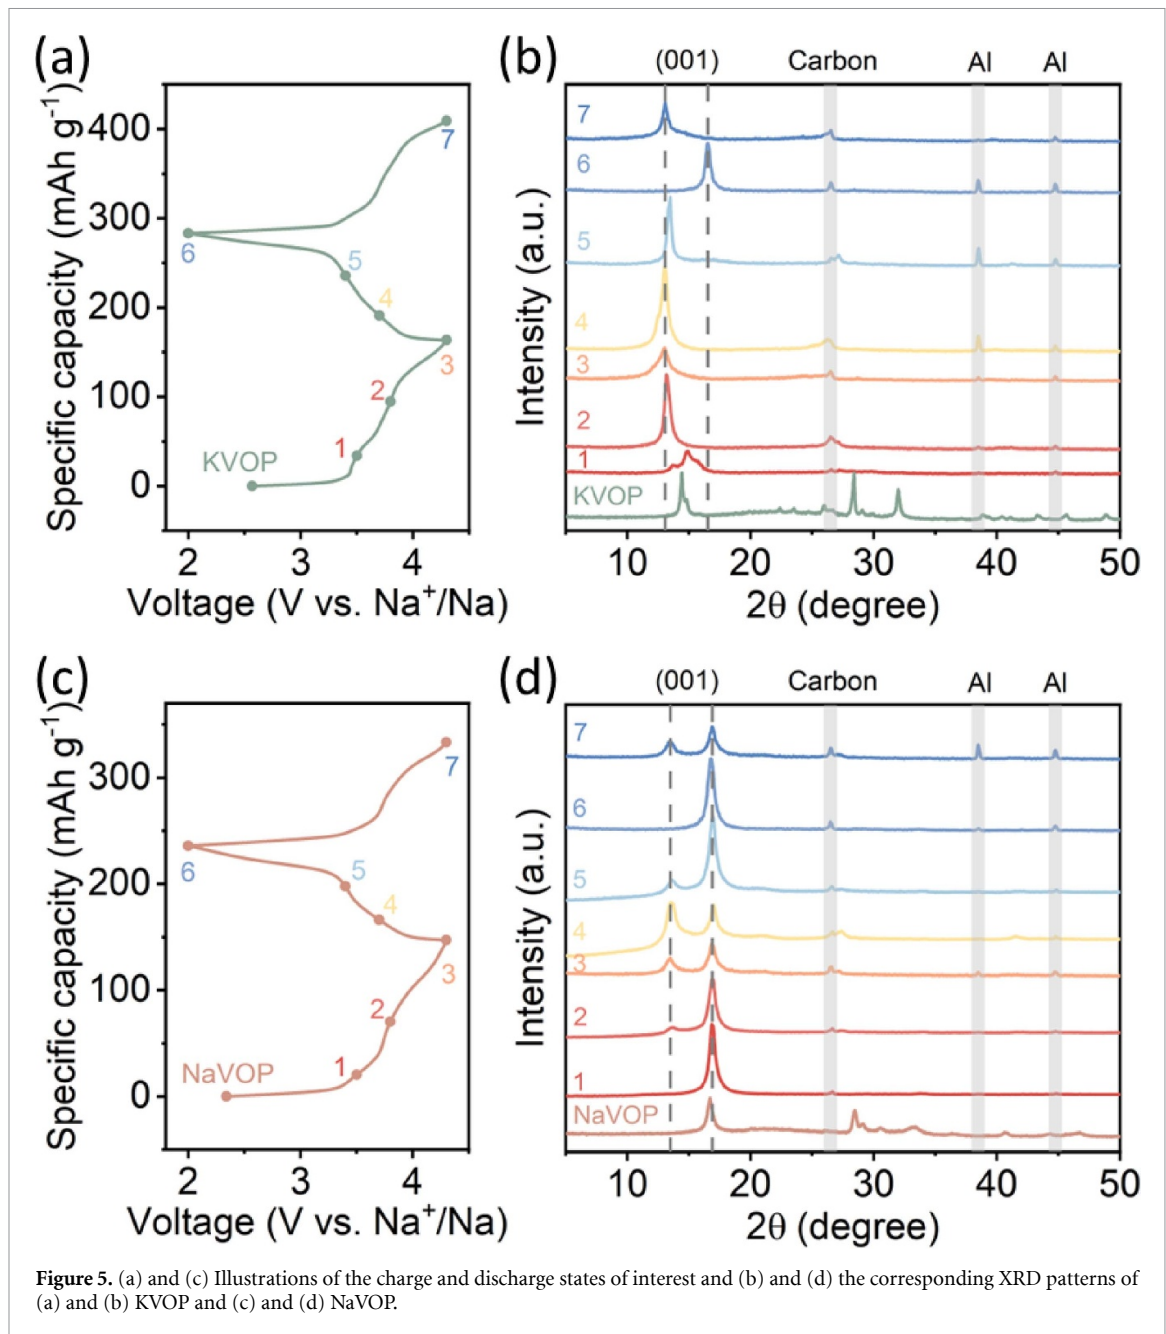 (a)
Specific capacity (mAh g⁻¹)
400
300
200
100
0
7
6
5
4
3
2
1
KVOP
2 3 4
Voltage (V vs. Na⁺/Na)
(b)
(001) Carbon Al Al
Intensity (a.u.)
7
6
5
4
3
2
1
KVOP
10 20 30 40 50
2θ (degree)
(c)
Specific capacity (mAh g⁻¹)
300
200
100
0
7
6
5
4
3
2
1
NaVOP
2 3 4
Voltage (V vs. Na⁺/Na)
(d)
(001) Carbon Al Al
Intensity (a.u.)
7
6
5
4
3
2
1
NaVOP
10 20 30 40 50
2θ (degree)
Figure 5. (a) and (c) Illustrations of the charge and discharge states of interest and (b) and (d) the corresponding XRD patterns of
(a) and (b) KVOP and (c) and (d) NaVOP.